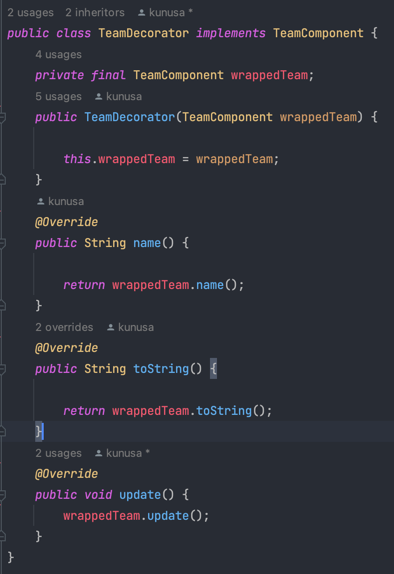 2 usages 2 inheritors kunusa *
public class TeamDecorator implements TeamComponent {
4 usages
private final TeamComponent wrappedTeam;
5 usages kunusa
public TeamDecorator(TeamComponent wrappedTeam) {
this.wrappedTeam = wrappedTeam;
}
kunusa
@Override
public String name() {
return wrappedTeam.name();
}
2 overrides kunusa
@Override
public String toString() {
return wrappedTeam.toString();
}
2 usages kunusa *
@Override
public void update() {
wrappedTeam.update();
}
}